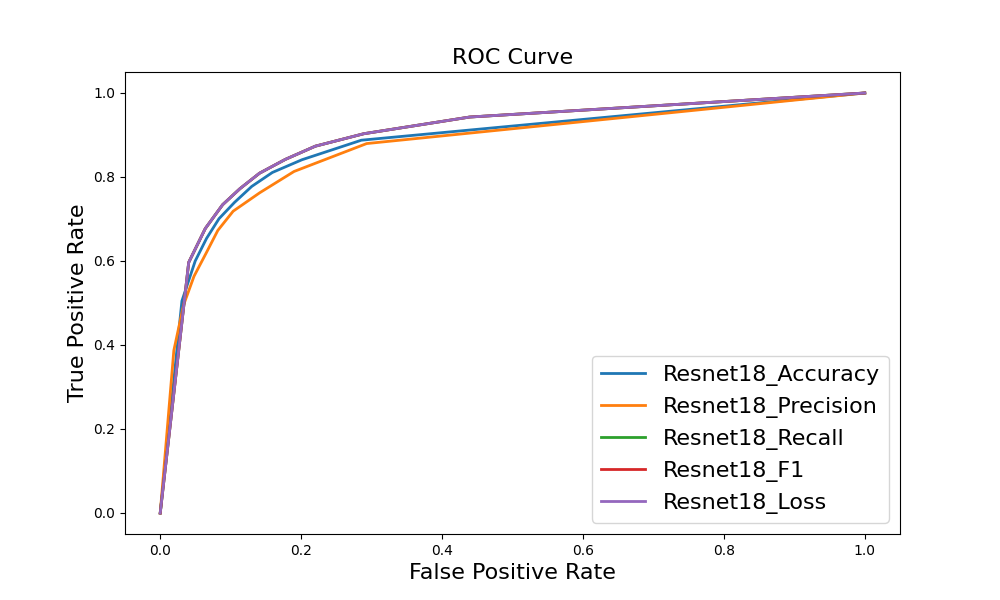 ROC Curve
True Positive Rate
1.0
0.8
0.6
0.4
0.2
0.0
Resnet18_Accuracy
Resnet18_Precision
Resnet18_Recall
Resnet18_F1
Resnet18_Loss
0.0 0.2 0.4 0.6 0.8 1.0
False Positive Rate